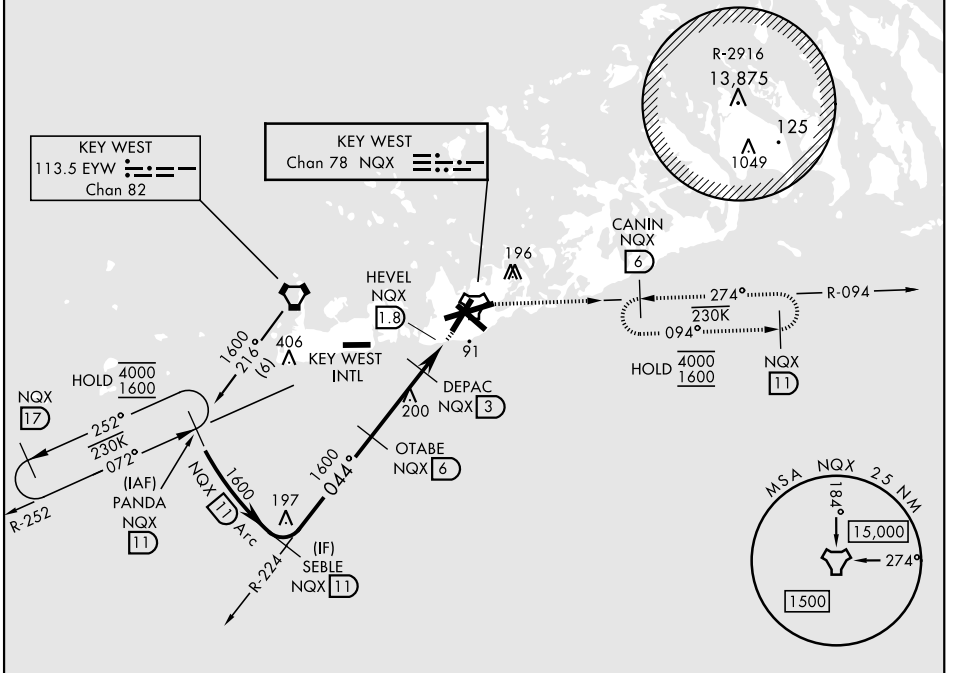 R-2916
13,875
125
1049
KEY WEST
113.5 EYW
Chan 82
KEY WEST
Chan 78 NQX
CANIN
NQX
6
196
HEVEL
NQX
1.8
274°
R-094
230K
094°
1600
216°
(6)
406
KEY WEST
INTL
91
HOLD 4000
1600
NQX
11
HOLD 4000
1600
NQX
17
DEPAC
NQX 3
200
252°
230K
072°
OTABE
NQX 6
1600
044°
R-252
(IAF)
PANDA
NQX
11
1600
NQX 11 Arc
197
(IF)
SEBLE
NQX 11
R-224
MSA NQX 25 NM
184°
15,000
274°
1500